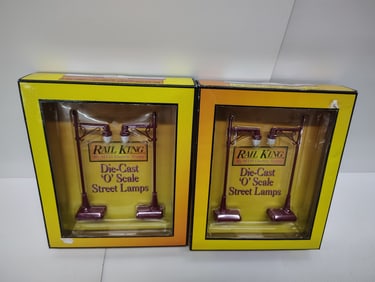 RAIL KING
Die-Cast
'O' Scale
Street Lamps
RAIL KING
Die-Cast
'O' Scale
Street Lamps